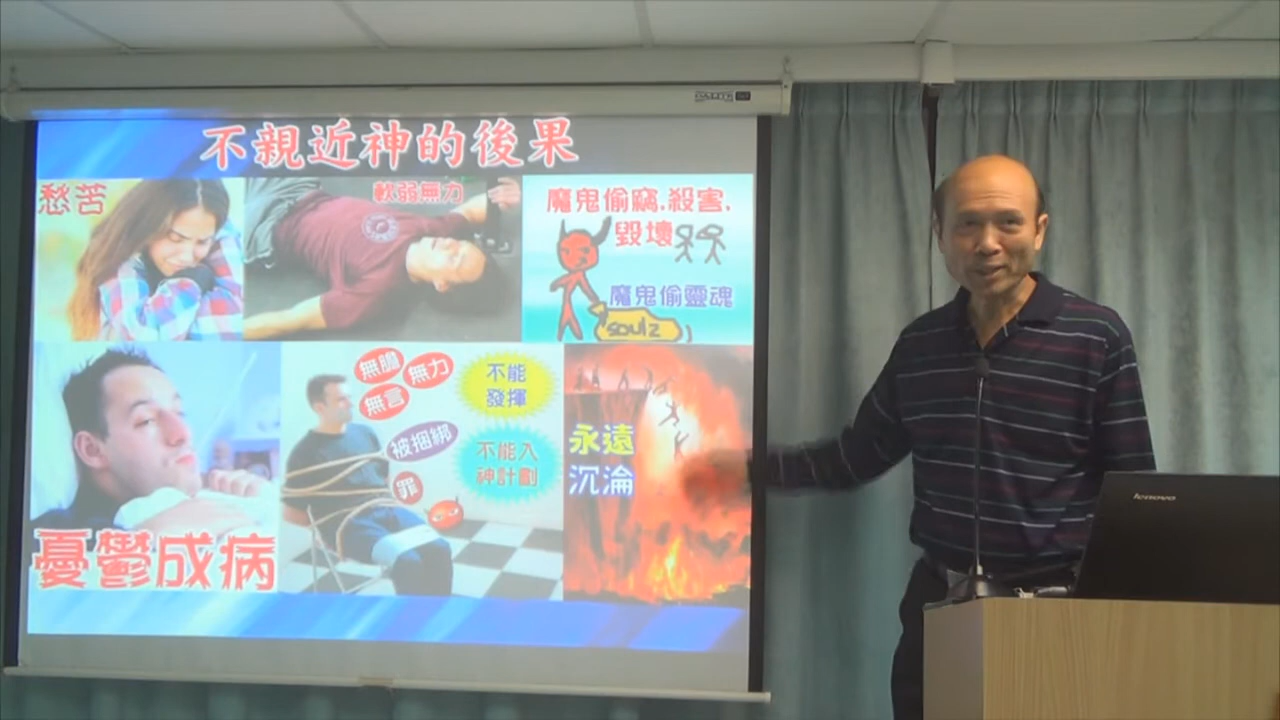 不親近神的後果
愁苦
軟弱無力
魔鬼偷竊.殺害.
毀壞
魔鬼偷靈魂
soulz
無膽
無力
無言
不能
發揮
被捆綁
不能入
神計劃
罪
永遠
沉淪
憂鬱成病
lenovo